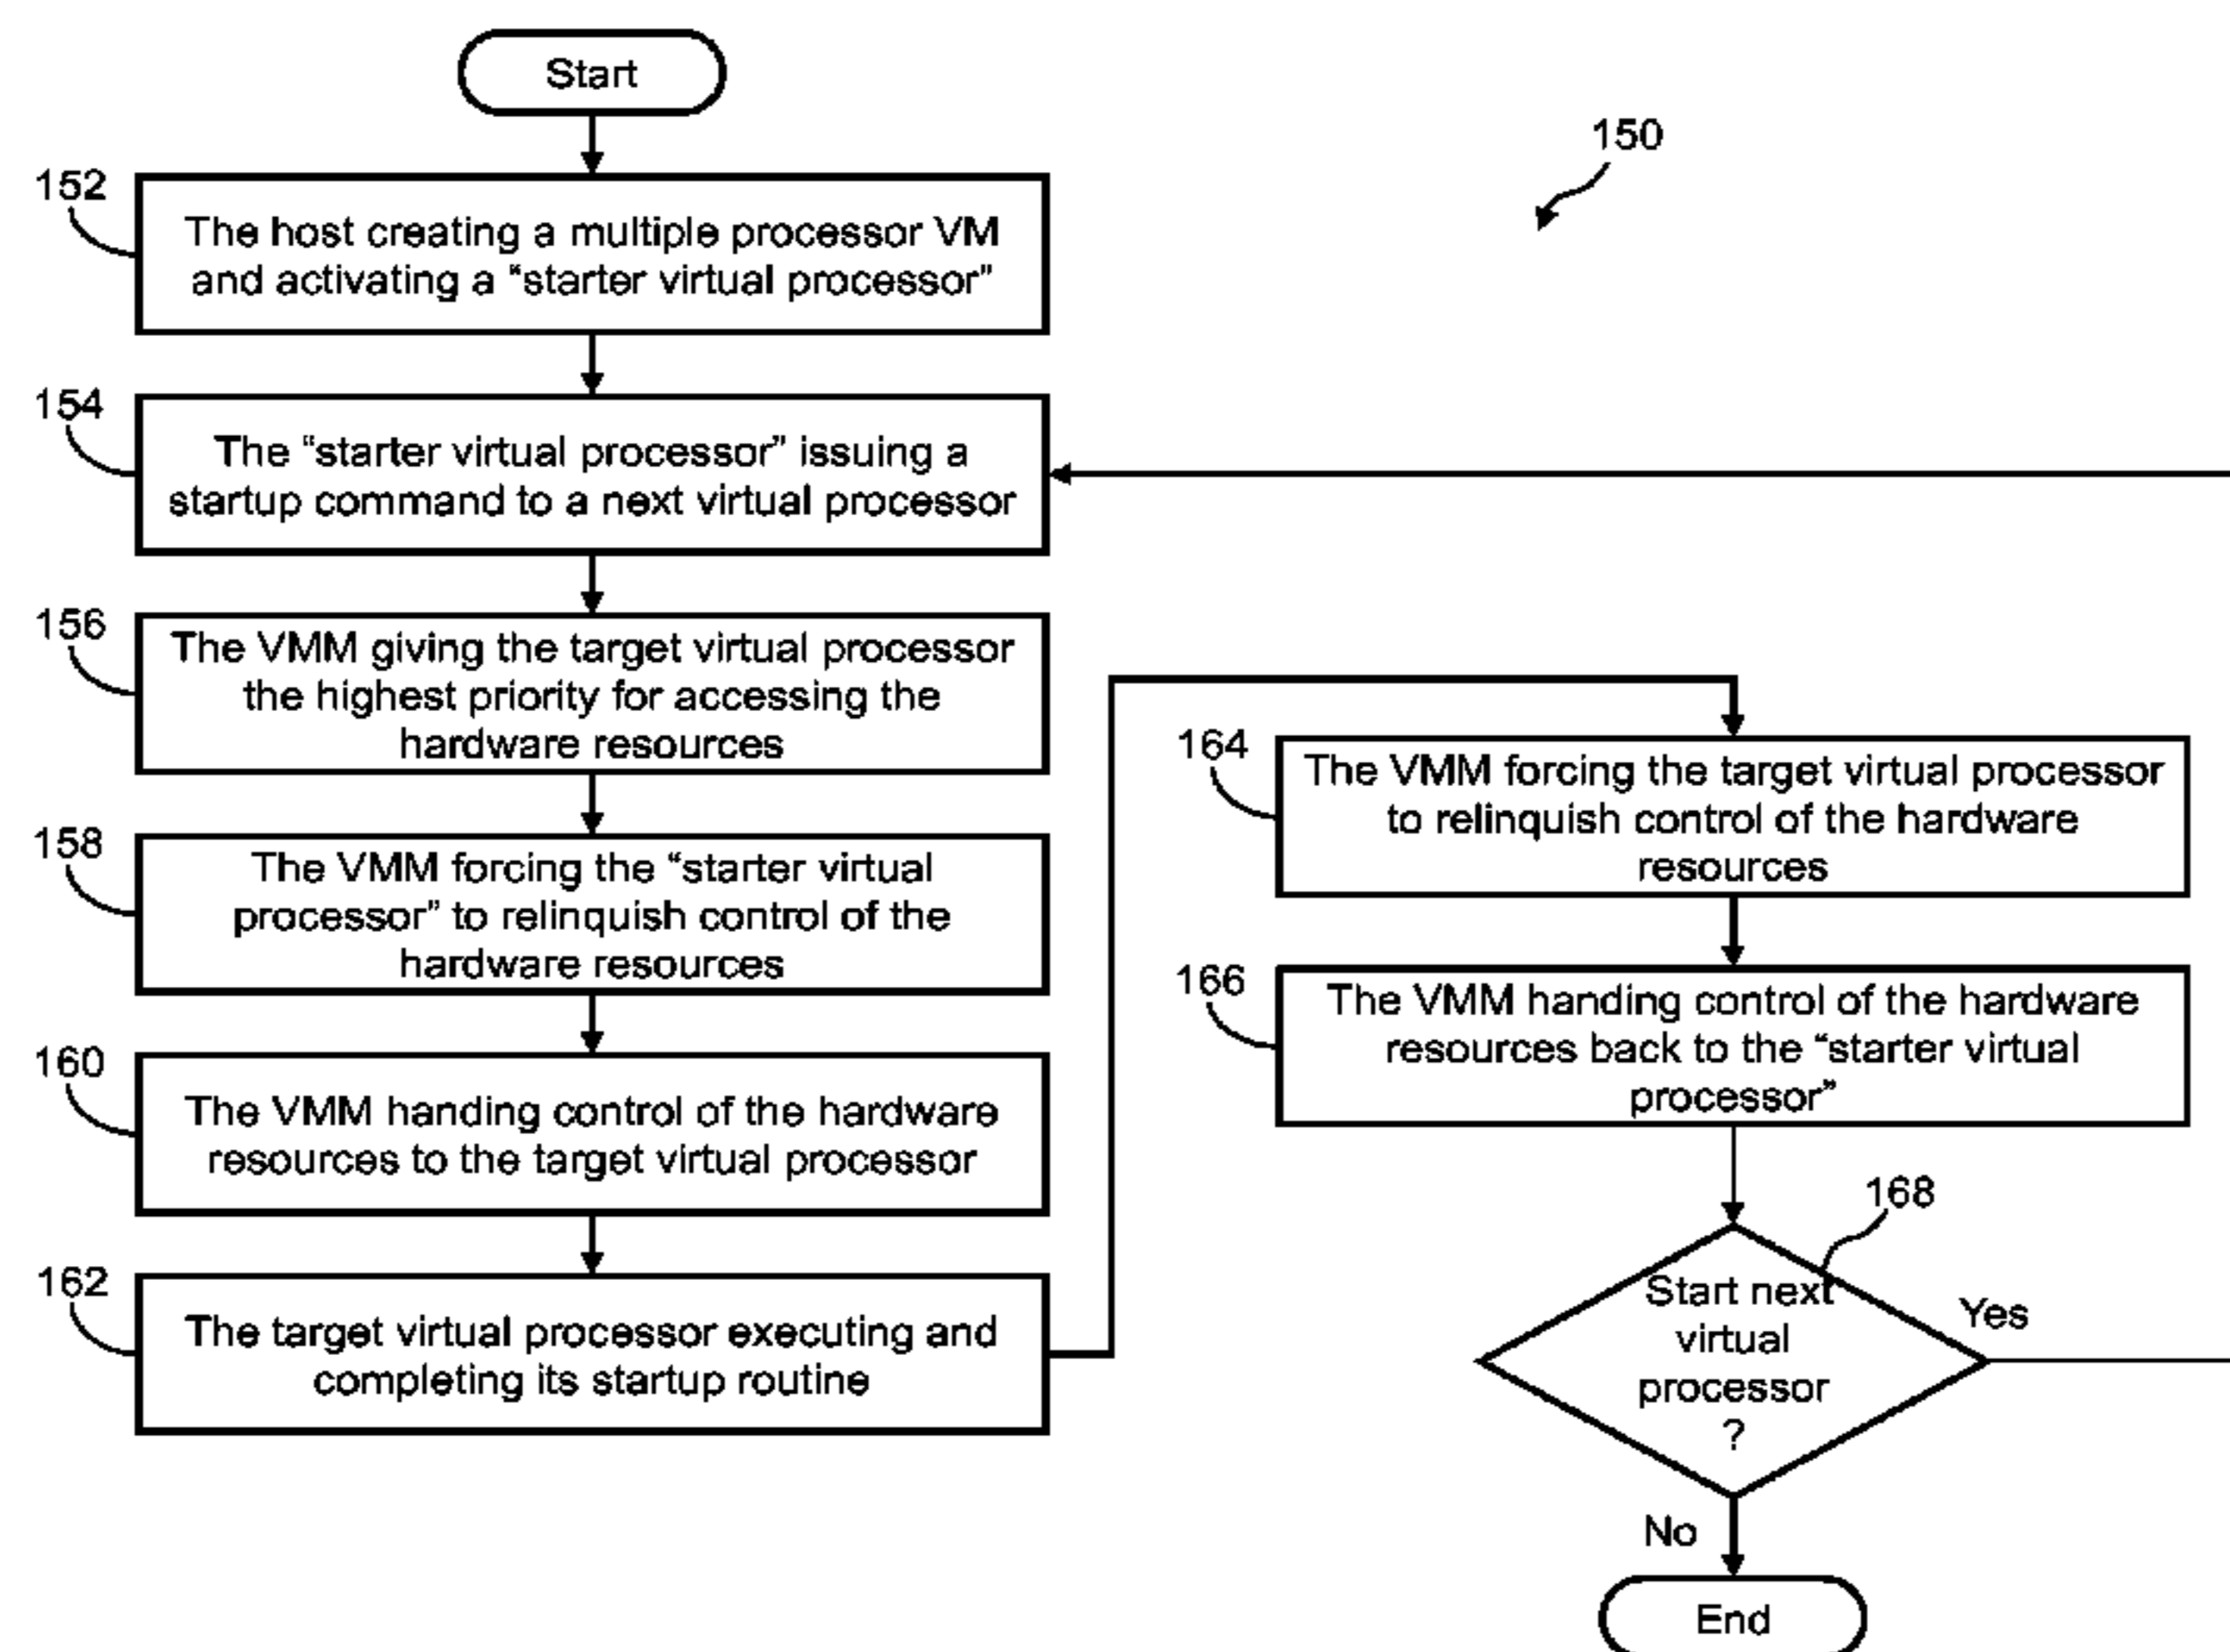 Start
150
152
The host creating a multiple processor VM
and activating a “starter virtual processor”
154
The “starter virtual processor” issuing a
startup command to a next virtual processor
156
The VMM giving the target virtual processor
the highest priority for accessing the
hardware resources
158
The VMM forcing the “starter virtual
processor” to relinquish control of the
hardware resources
160
The VMM handing control of the hardware
resources to the target virtual processor
162
The target virtual processor executing and
completing its startup routine
164
The VMM forcing the target virtual processor
to relinquish control of the hardware
resources
166
The VMM handing control of the hardware
resources back to the “starter virtual
processor”
168
Start next
virtual
processor
?
Yes
No
End